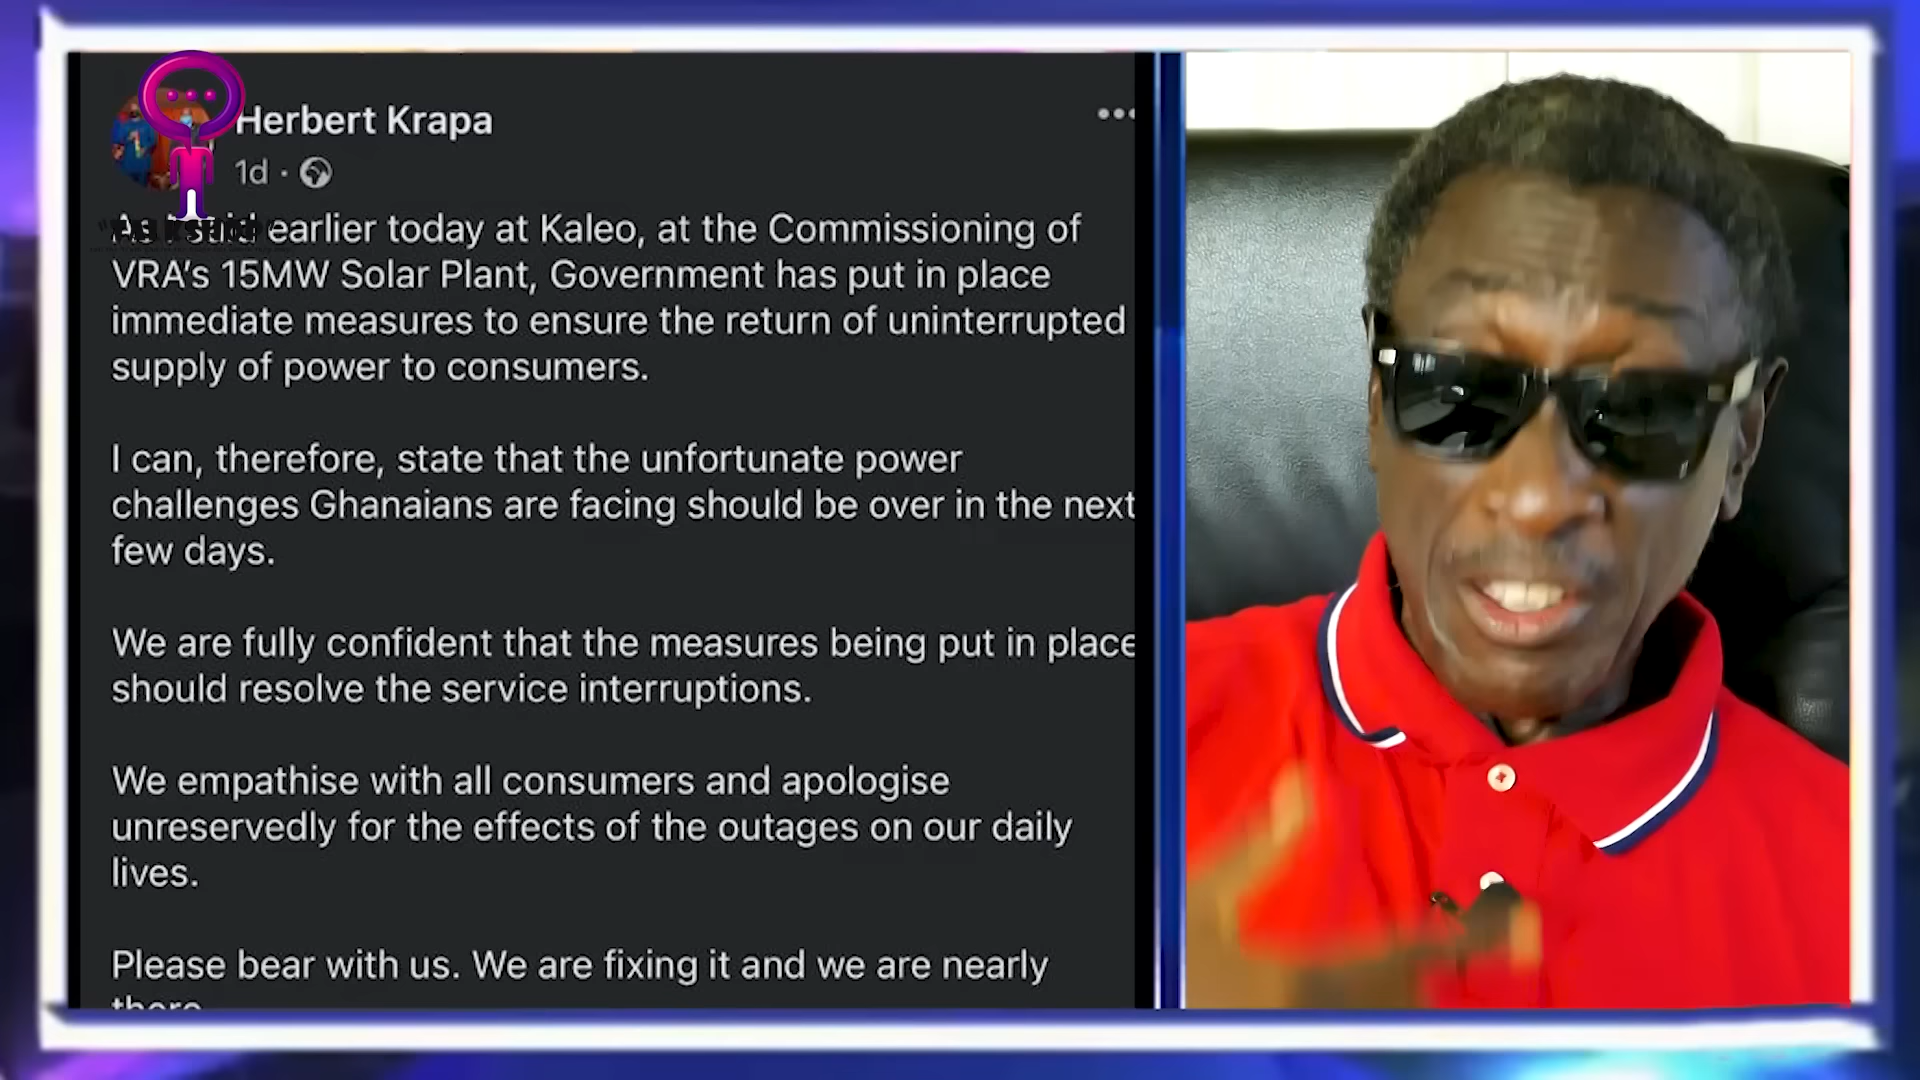 Herbert Krapa
1d ·
earlier today at Kaleo, at the Commissioning of
VRA's 15MW Solar Plant, Government has put in place
immediate measures to ensure the return of uninterrupted
supply of power to consumers.
I can, therefore, state that the unfortunate power
challenges Ghanaians are facing should be over in the next
few days.
We are fully confident that the measures being put in place
should resolve the service interruptions.
We empathise with all consumers and apologise
unreservedly for the effects of the outages on our daily
lives.
Please bear with us. We are fixing it and we are nearly